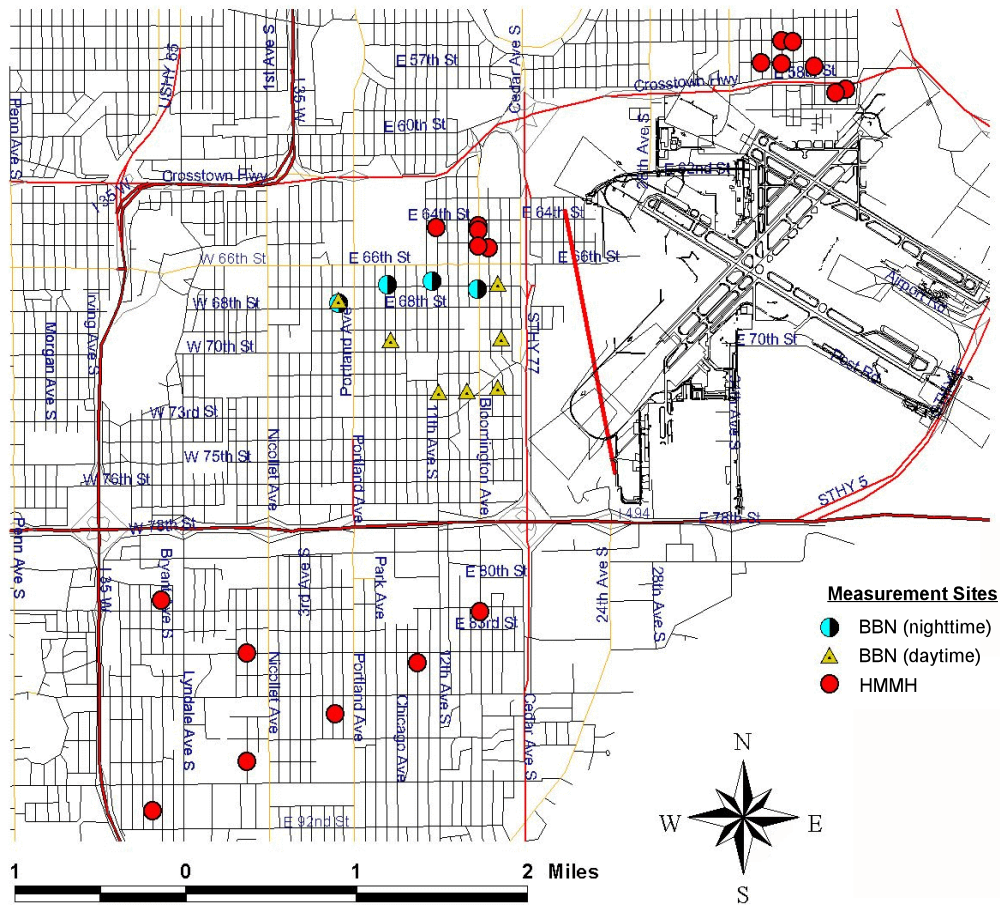 USHY 65
1st Ave S
I 35 W
E 57th St
Cedar Ave S
E 58th St
Crosstown Hwy
Penn Ave S
E 60th St
28th Ave S
E 62nd St
Crosstown Hwy
I 35 W
E 64th St
E 64th St
W 66th St
E 66th St
E 66th St
Airport Rd
W 68th St
E 68th St
Irving Ave S
Morgan Ave S
W 70th St
Portland Ave
STHY 77
E 70th St
Post Rd
34th Ave S
W 73rd St
11th Ave S
Bloomington Ave
W 75th St
Nicollet Ave
Portland Ave
W 76th St
STHY 5
I 494
W 78th St
E 78th St
Penn Ave S
I 35 W
Bryant Ave S
3rd Ave S
Park Ave
E 80th St
24th Ave S
28th Ave S
E 83rd St
Measurement Sites
BBN (nighttime)
BBN (daytime)
HMMH
Lyndale Ave S
Nicollet Ave
Portland Ave
Chicago Ave
12th Ave S
Cedar Ave S
E 92nd St
N
W
E
S
1 0 1 2 Miles